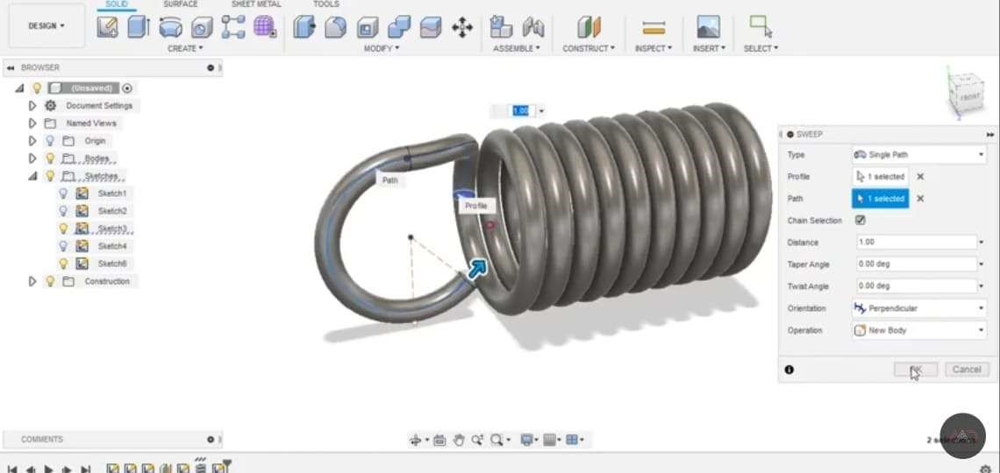 SOLID
SURFACE
SHEET METAL
TOOLS
DESIGN
CREATE
MODIFY
ASSEMBLE
CONSTRUCT
INSPECT
INSERT
SELECT
BROWSER
(Unsaved)
Document Settings
Named Views
Origin
Bodies
Sketches
Sketch1
Sketch2
Sketch3
Sketch4
Sketch6
Construction
1.00
Path
Profile
FRONT
Z
SWEEP
Type Single Path
Profile 1 selected
Path 1 selected
Chain Selection
Distance 1.00
Taper Angle 0.00 deg
Twist Angle 0.00 deg
Orientation Perpendicular
Operation New Body
Cancel
COMMENTS